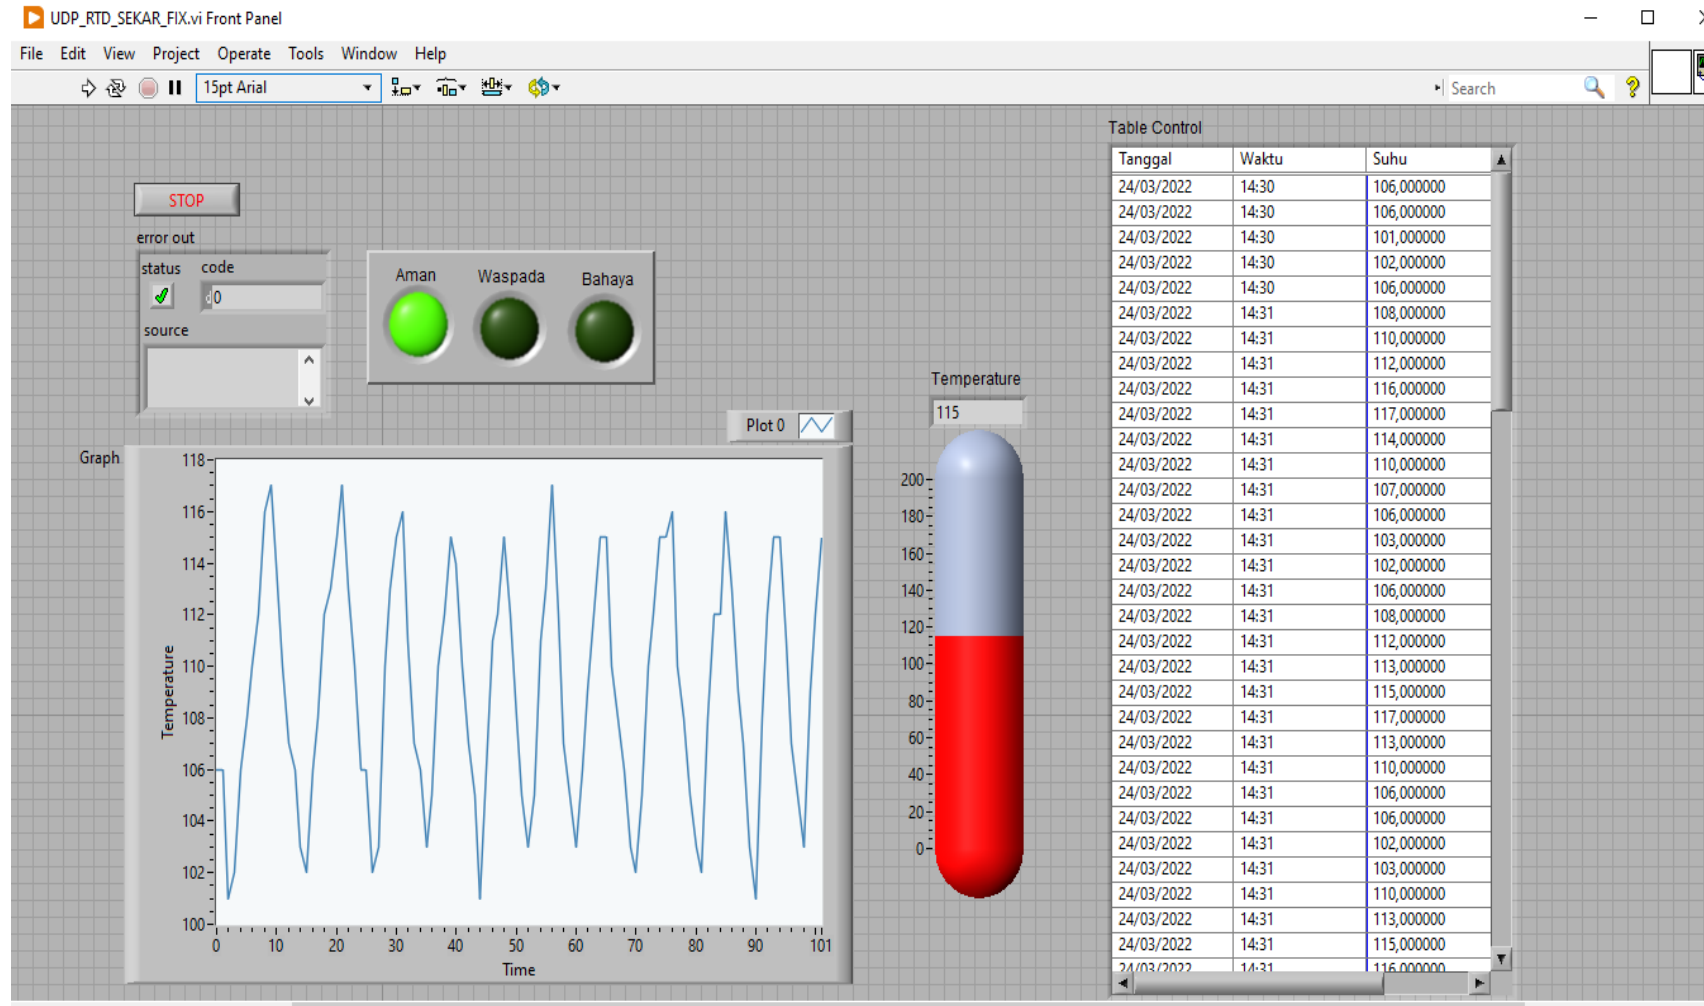 UDP_RTD_SEKAR_FIX.vi Front Panel
File Edit View Project Operate Tools Window Help
15pt Arial
Search
STOP
error out
status code
0
source
Aman Waspada Bahaya
Plot 0
Graph
118
116
114
112
110
108
106
104
102
100
Temperature
0 10 20 30 40 50 60 70 80 90 101
Time
Temperature
115
200
180
160
140
120
100
80
60
40
20
0
Table Control
Tanggal Waktu Suhu
24/03/2022 14:30 106,000000
24/03/2022 14:30 106,000000
24/03/2022 14:30 101,000000
24/03/2022 14:30 102,000000
24/03/2022 14:30 106,000000
24/03/2022 14:31 108,000000
24/03/2022 14:31 110,000000
24/03/2022 14:31 112,000000
24/03/2022 14:31 116,000000
24/03/2022 14:31 117,000000
24/03/2022 14:31 114,000000
24/03/2022 14:31 110,000000
24/03/2022 14:31 107,000000
24/03/2022 14:31 106,000000
24/03/2022 14:31 103,000000
24/03/2022 14:31 102,000000
24/03/2022 14:31 106,000000
24/03/2022 14:31 108,000000
24/03/2022 14:31 112,000000
24/03/2022 14:31 113,000000
24/03/2022 14:31 115,000000
24/03/2022 14:31 117,000000
24/03/2022 14:31 113,000000
24/03/2022 14:31 110,000000
24/03/2022 14:31 106,000000
24/03/2022 14:31 106,000000
24/03/2022 14:31 102,000000
24/03/2022 14:31 103,000000
24/03/2022 14:31 110,000000
24/03/2022 14:31 113,000000
24/03/2022 14:31 115,000000
24/03/2022 14:31 116,000000